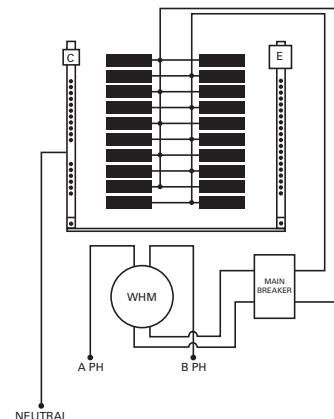 C
E
WHM
MAIN
BREAKER
A PH
B PH
NEUTRAL